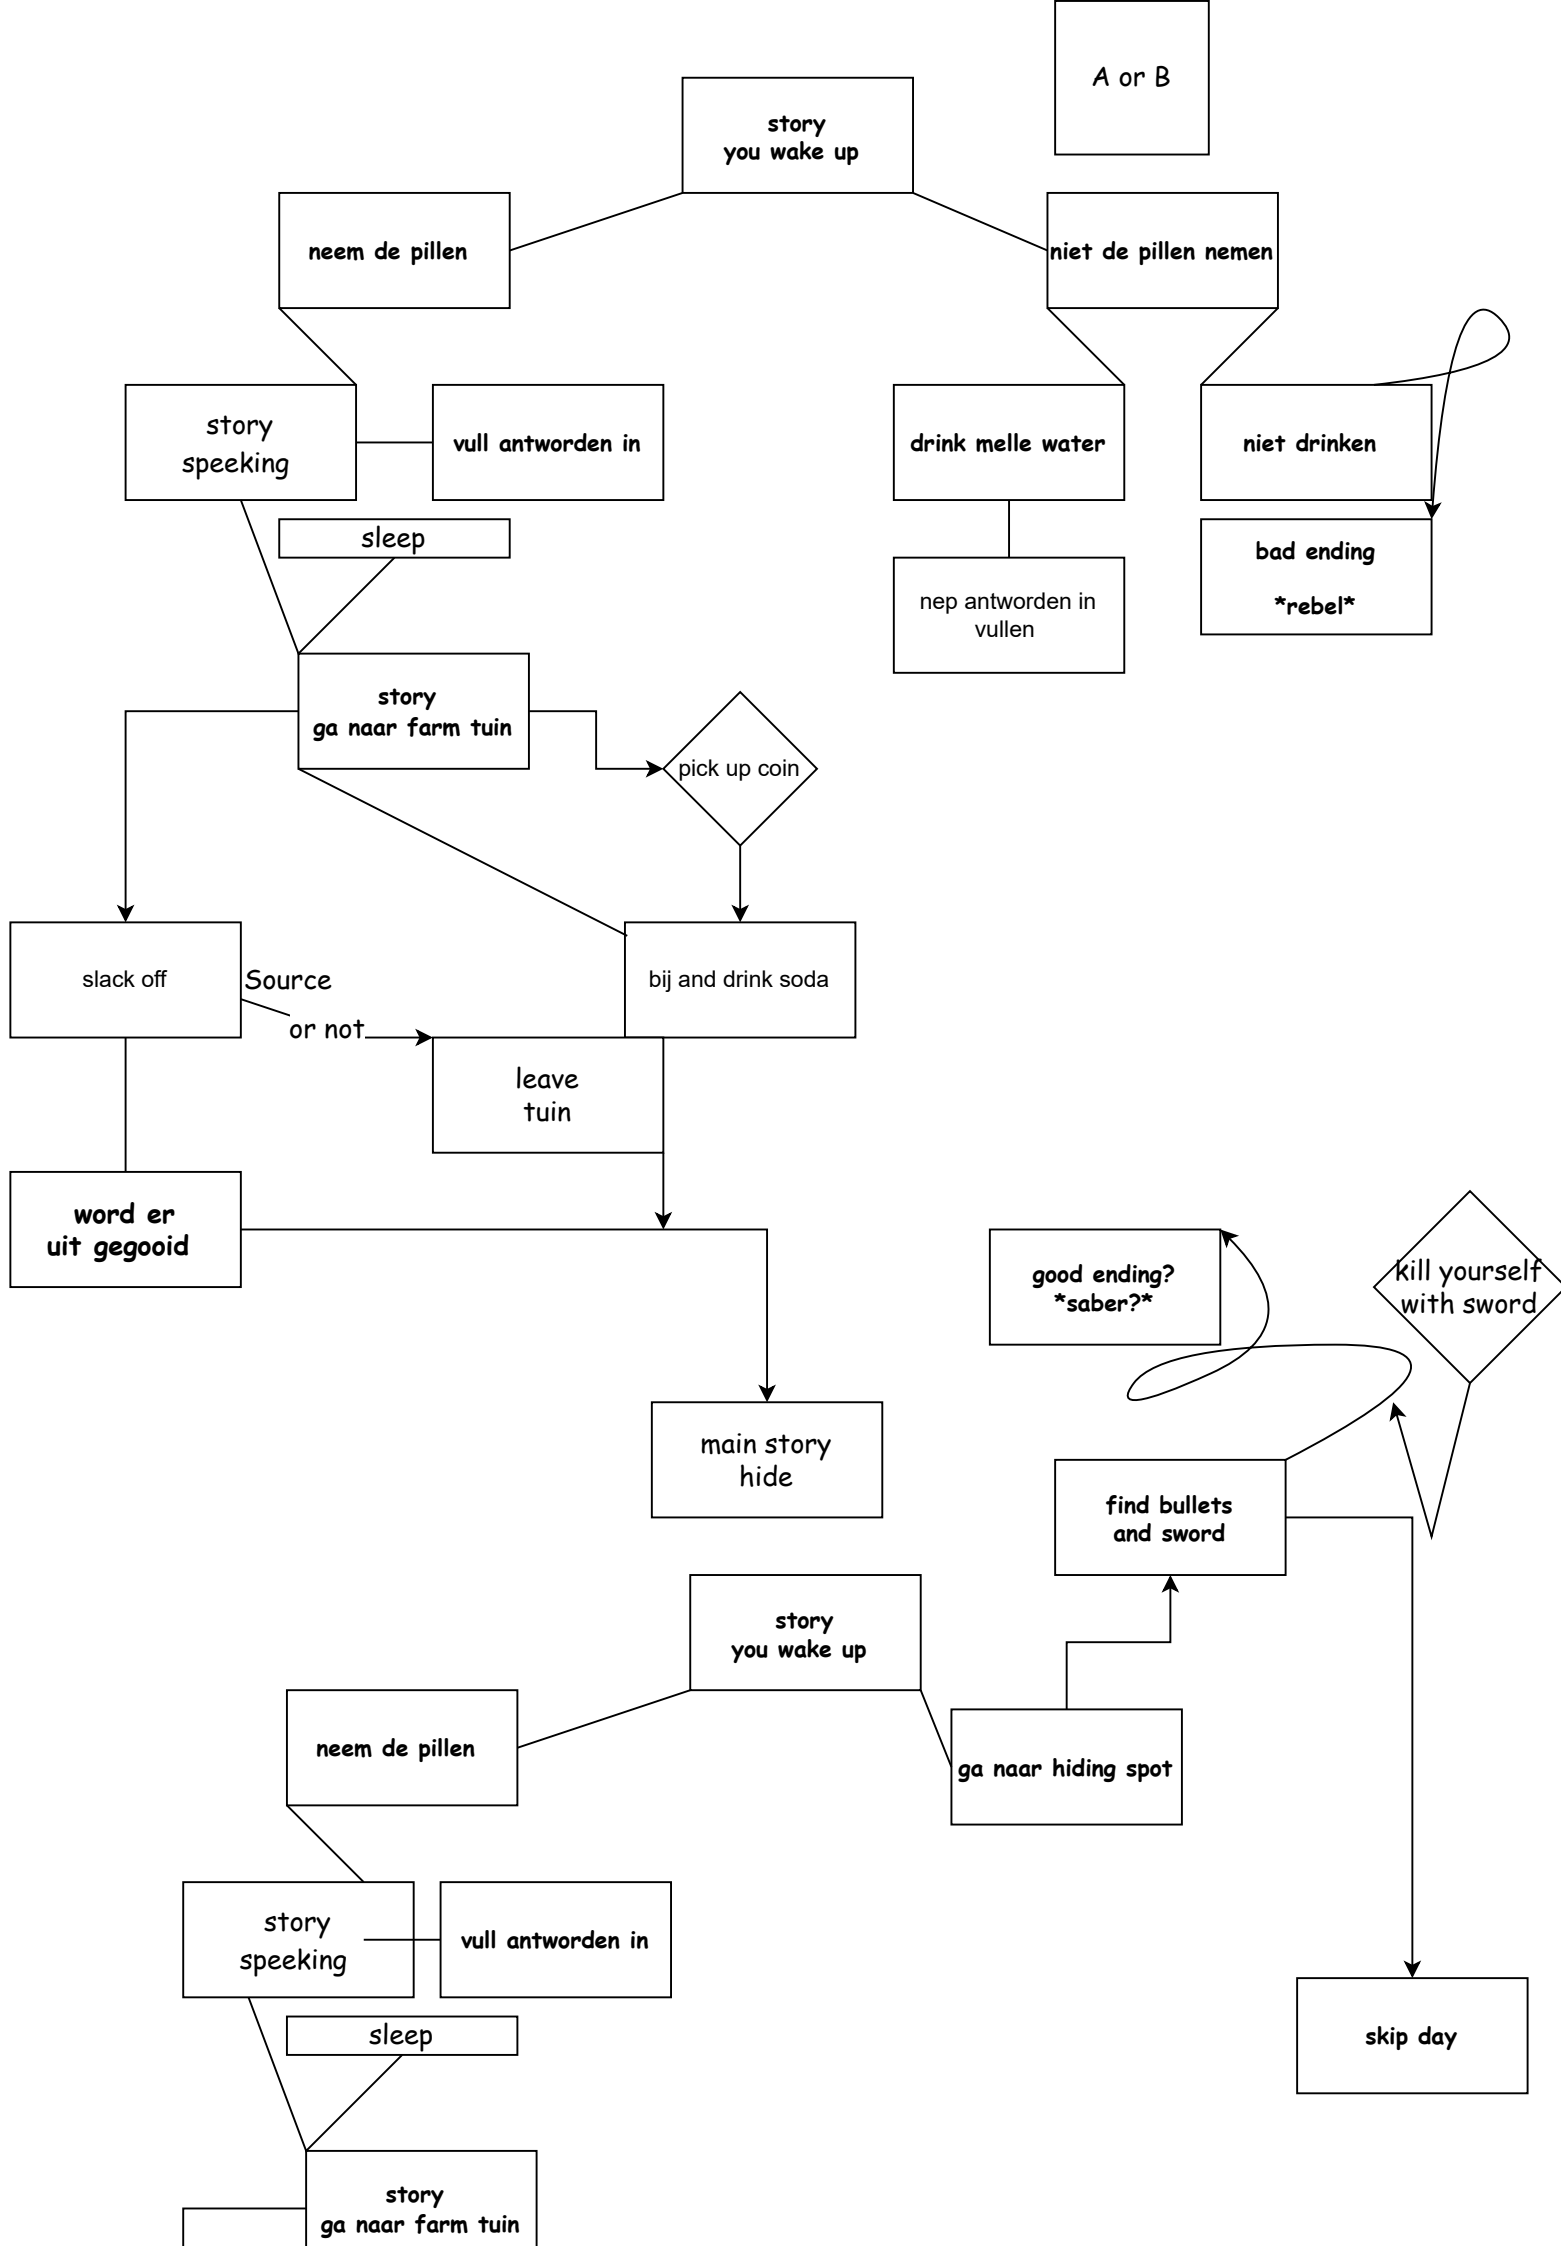 A or B
story
you wake up
neem de pillen
niet de pillen nemen
story
speeking
vull antworden in
drink melle water
niet drinken
sleep
bad ending
*rebel*
nep antworden in
vullen
story
ga naar farm tuin
pick up coin
slack off
Source
or not
bij and drink soda
leave
tuin
word er
uit gegooid
good ending?
*saber?*
kill yourself
with sword
main story
hide
find bullets
and sword
story
you wake up
neem de pillen
ga naar hiding spot
story
speeking
vull antworden in
sleep
skip day
story
ga naar farm tuin